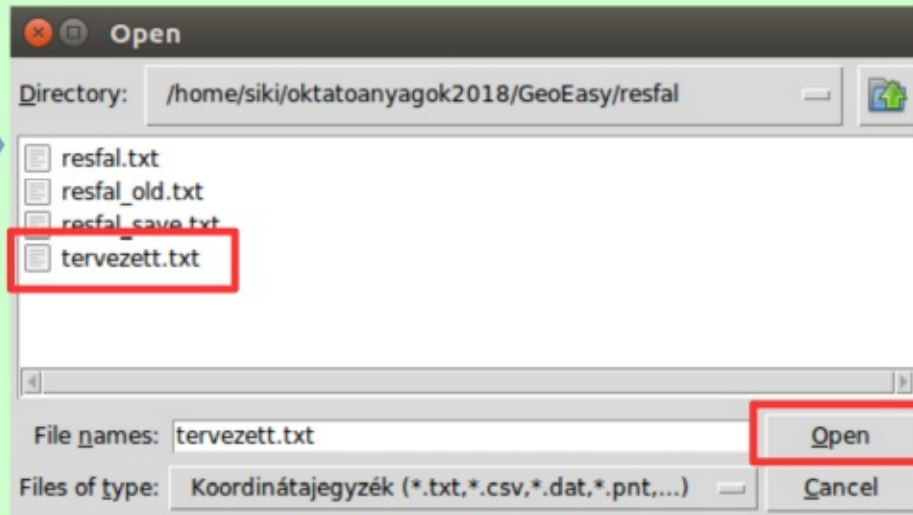 Open
Directory: /home/siki/oktatoanyagok2018/GeoEasy/resfal
resfal.txt
resfal_old.txt
resfal_save.txt
tervezett.txt
File names: tervezett.txt Open
Files of type: Koordinátajegyzék (*.txt,*.csv,*.dat,*.pnt,...) Cancel